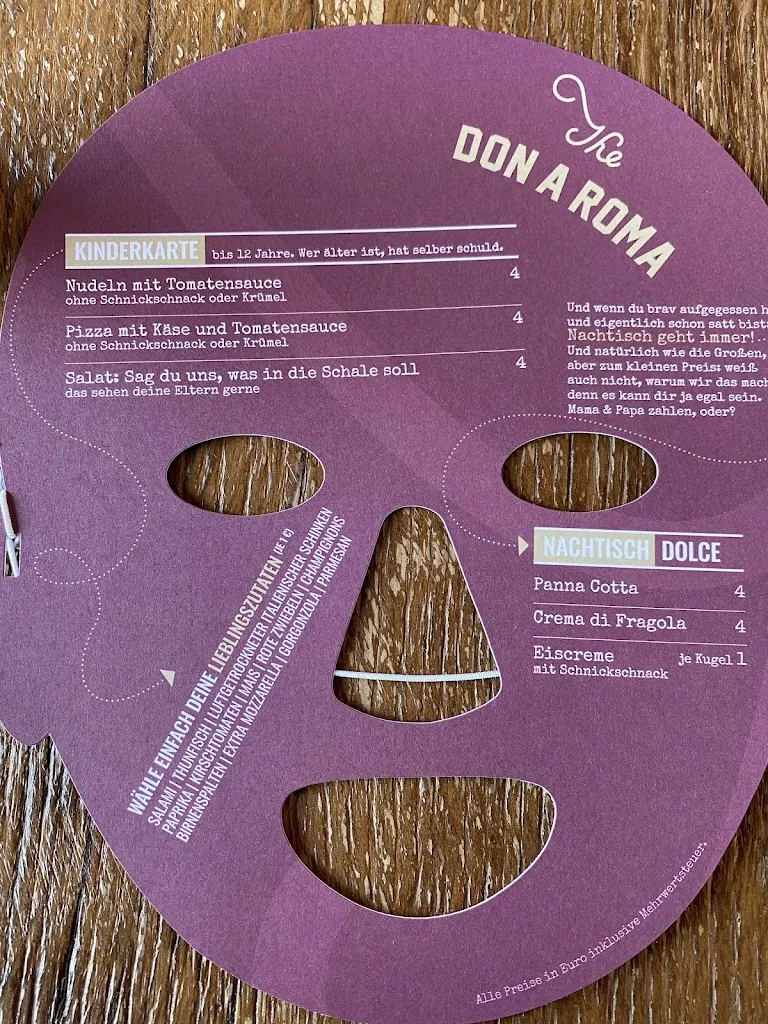 The
DON A ROMA
KINDERKARTE bis 12 Jahre. Wer älter ist, hat selber schuld.
Nudeln mit Tomatensauce 4
ohne Schnickschnack oder Krümel
Pizza mit Käse und Tomatensauce 4
ohne Schnickschnack oder Krümel
Salat: Sag du uns, was in die Schale soll 4
das sehen deine Eltern gerne
Und wenn du brav aufgegessen
und eigentlich schon satt bist
Nachtisch geht immer!..
Und natürlich wie die Großen,
aber zum kleinen Preis: weiß
auch nicht, warum wir das mach
denn es kann dir ja egal sein.
Mama & Papa zahlen, oder?
WÄHLE EINFACH DEINE LIEBLINGSZUTATEN (JE 1 €)
SALAMI | THUNFISCH | LUFTGETROCKNETER ITALIENISCHER SCHINKEN
PAPRIKA | KIRSCHTOMATEN | MAIS | ROTE ZWIEBELN | CHAMPIGNONS
BIRNENSPALTEN | EXTRA MOZZARELLA | GORGONZOLA | PARMESAN
NACHTISCH DOLCE
Panna Cotta 4
Crema di Fragola 4
Eiscreme je Kugel 1
mit Schnickschnack
Alle Preise in Euro inklusive Mehrwertsteuer.